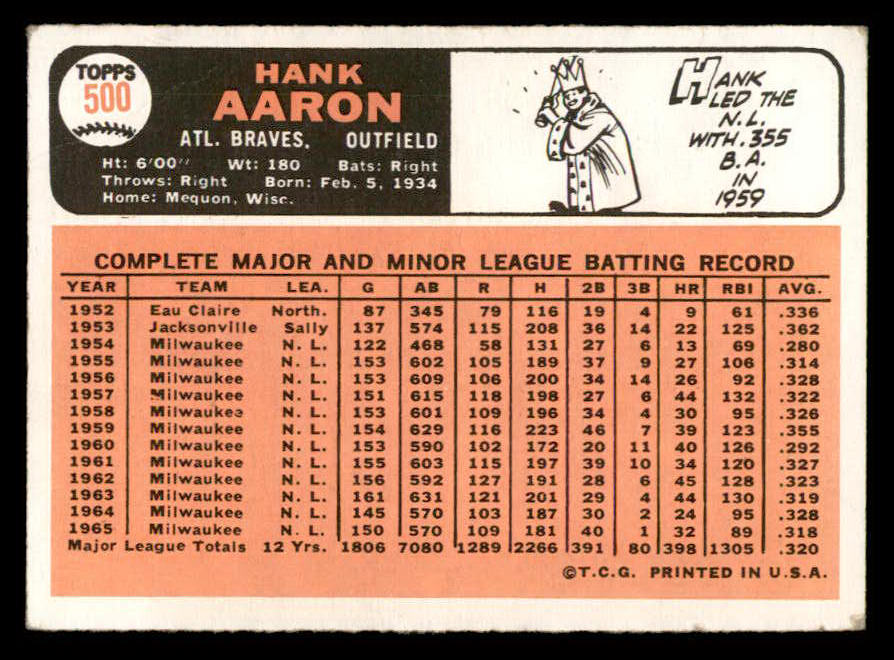 TOPPS
500
HANK
AARON
ATL. BRAVES. OUTFIELD
Ht: 6'00" Wt: 180 Bats: Right
Throws: Right Born: Feb. 5, 1934
Home: Mequon, Wisc.
HANK
LED THE
N.L.
WITH .355
B.A.
IN
1959
COMPLETE MAJOR AND MINOR LEAGUE BATTING RECORD
YEAR TEAM LEA. G AB R H 2B 3B HR RBI AVG.
1952 Eau Claire North. 87 345 79 116 19 4 9 61 .336
1953 Jacksonville Sally 137 574 115 208 36 14 22 125 .362
1954 Milwaukee N. L. 122 468 58 131 27 6 13 69 .280
1955 Milwaukee N. L. 153 602 105 189 37 9 27 106 .314
1956 Milwaukee N. L. 153 609 106 200 34 14 26 92 .328
1957 Milwaukee N. L. 151 615 118 198 27 6 44 132 .322
1958 Milwaukee N. L. 153 601 109 196 34 4 30 95 .326
1959 Milwaukee N. L. 154 629 116 223 46 7 39 123 .355
1960 Milwaukee N. L. 153 590 102 172 20 11 40 126 .292
1961 Milwaukee N. L. 155 603 115 197 39 10 34 120 .327
1962 Milwaukee N. L. 156 592 127 191 28 6 45 128 .323
1963 Milwaukee N. L. 161 631 121 201 29 4 44 130 .319
1964 Milwaukee N. L. 145 570 103 187 30 2 24 95 .328
1965 Milwaukee N. L. 150 570 109 181 40 1 32 89 .318
Major League Totals 12 Yrs. 1806 7080 1289 2266 391 80 398 1305 .320
©T.C.G. PRINTED IN U.S.A.